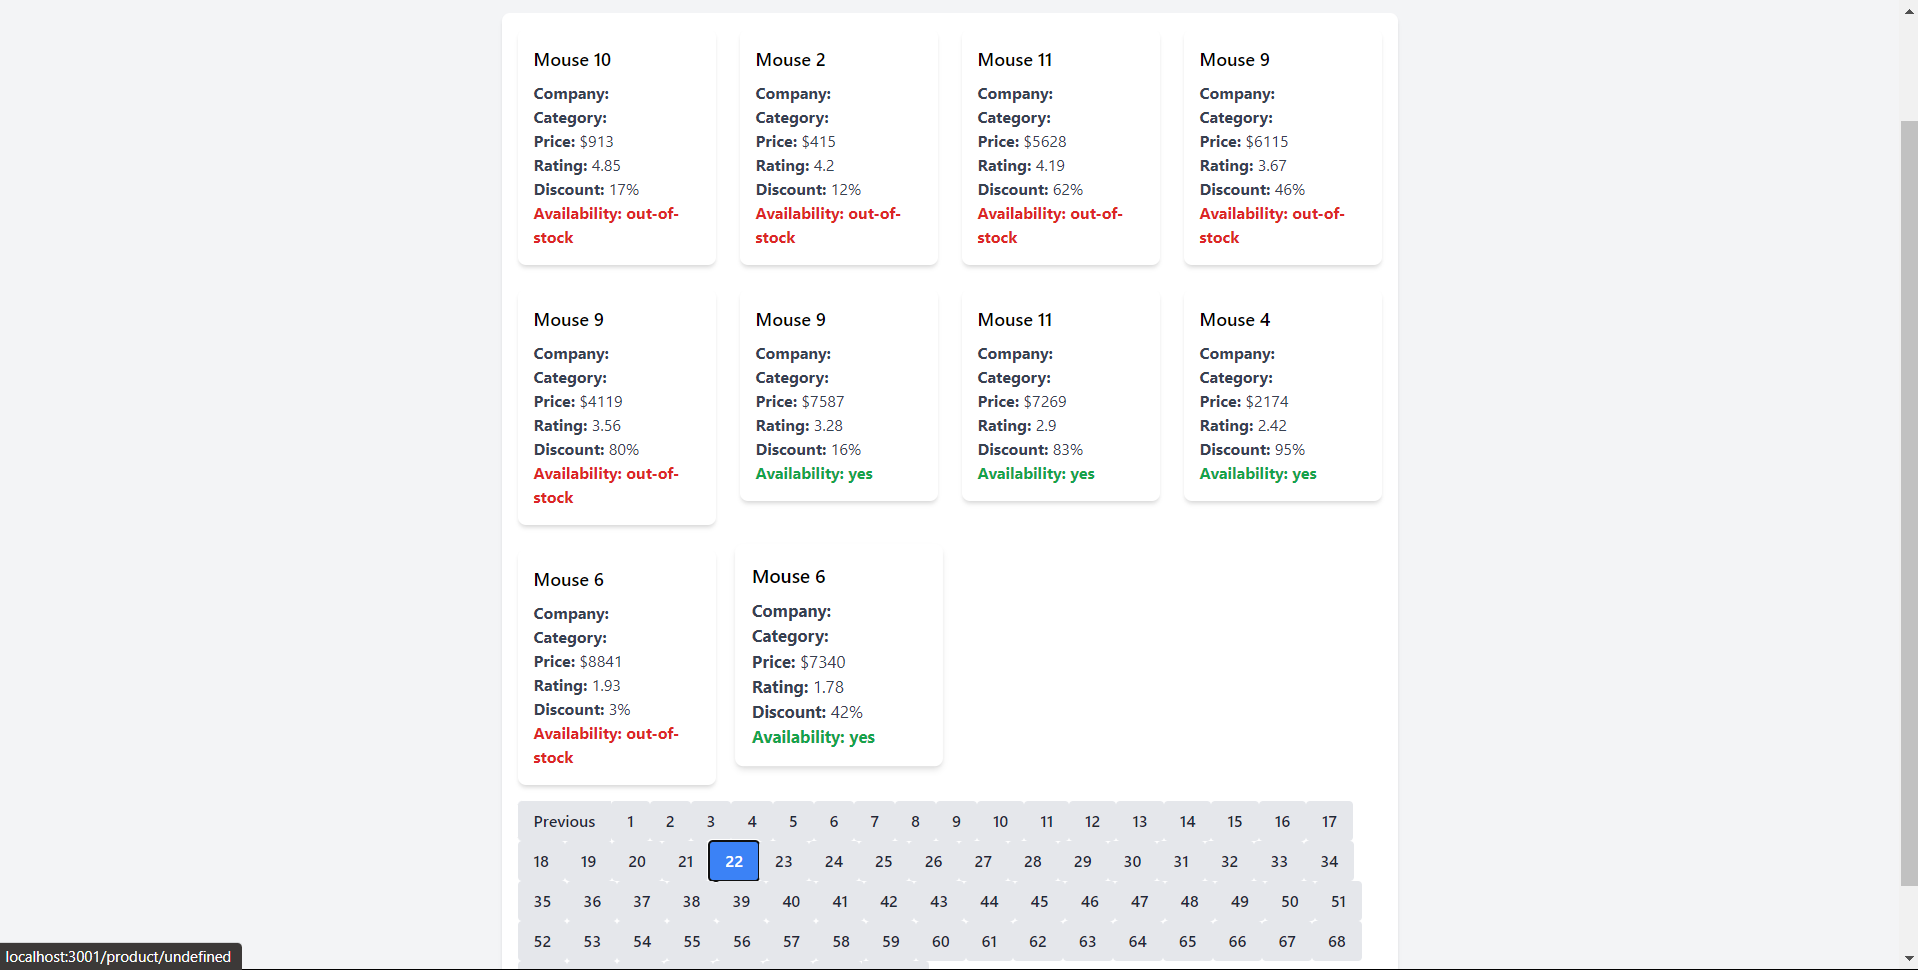 Mouse 10
Company:
Category:
Price: $913
Rating: 4.85
Discount: 17%
Availability: out-of-
stock
Mouse 2
Company:
Category:
Price: $415
Rating: 4.2
Discount: 12%
Availability: out-of-
stock
Mouse 11
Company:
Category:
Price: $5628
Rating: 4.19
Discount: 62%
Availability: out-of-
stock
Mouse 9
Company:
Category:
Price: $6115
Rating: 3.67
Discount: 46%
Availability: out-of-
stock
Mouse 9
Company:
Category:
Price: $4119
Rating: 3.56
Discount: 80%
Availability: out-of-
stock
Mouse 9
Company:
Category:
Price: $7587
Rating: 3.28
Discount: 16%
Availability: yes
Mouse 11
Company:
Category:
Price: $7269
Rating: 2.9
Discount: 83%
Availability: yes
Mouse 4
Company:
Category:
Price: $2174
Rating: 2.42
Discount: 95%
Availability: yes
Mouse 6
Company:
Category:
Price: $8841
Rating: 1.93
Discount: 3%
Availability: out-of-
stock
Mouse 6
Company:
Category:
Price: $7340
Rating: 1.78
Discount: 42%
Availability: yes
Previous 1 2 3 4 5 6 7 8 9 10 11 12 13 14 15 16 17
18 19 20 21 22 23 24 25 26 27 28 29 30 31 32 33 34
35 36 37 38 39 40 41 42 43 44 45 46 47 48 49 50 51
52 53 54 55 56 57 58 59 60 61 62 63 64 65 66 67 68
localhost:3001/product/undefined